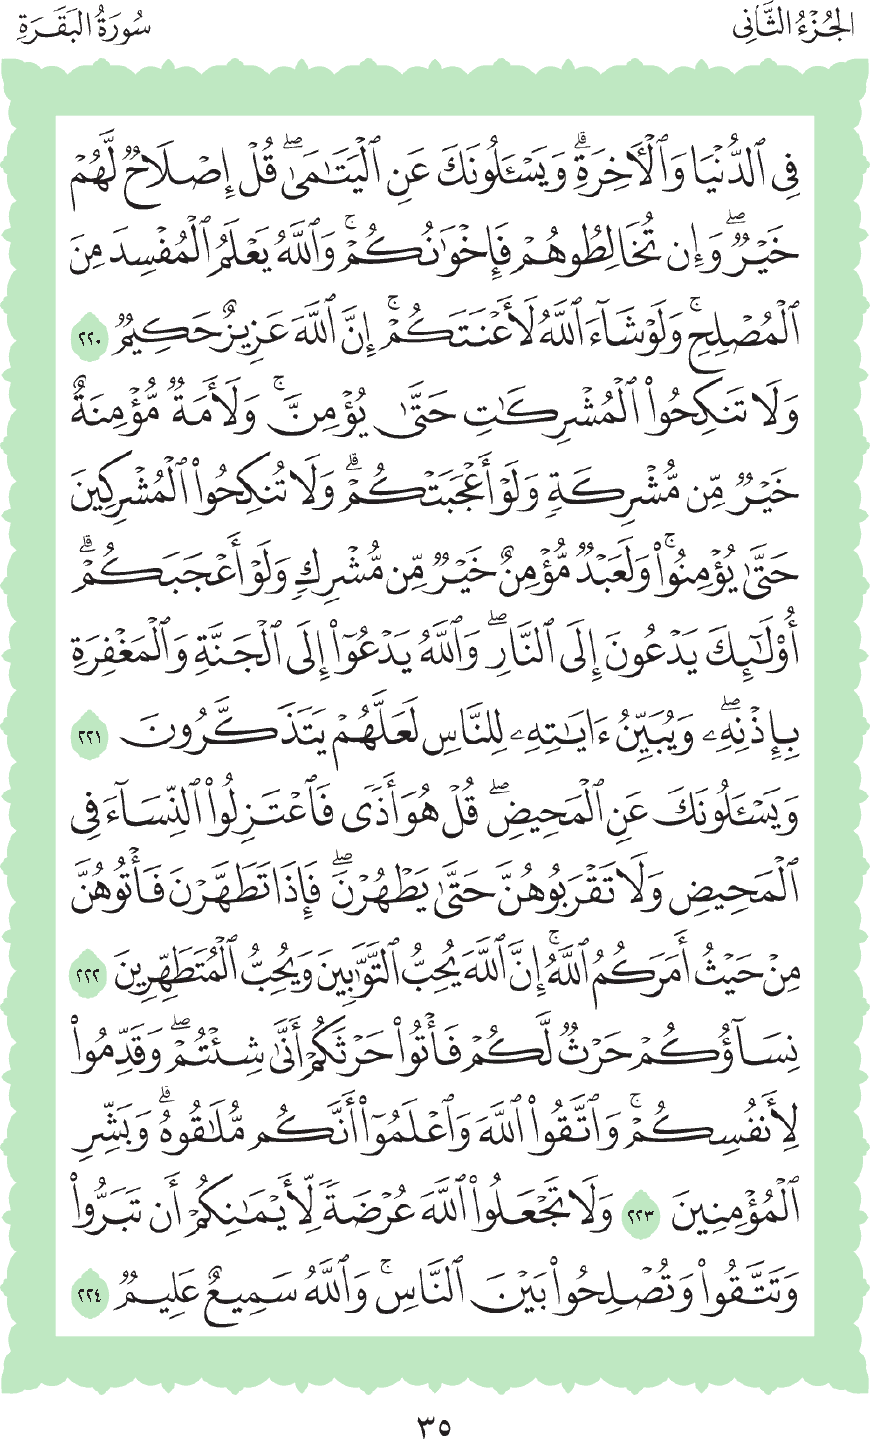 الجُزْءُ الثَّانِي
سُورَةُ البَقَرَةِ
فِي ٱلدُّنۡيَا وَٱلۡأٓخِرَةِۗ وَيَسۡـَٔلُونَكَ عَنِ ٱلۡيَتَٰمَىٰۖ قُلۡ إِصۡلَاحٞ لَّهُمۡ
خَيۡرٞۖ وَإِن تُخَالِطُوهُمۡ فَإِخۡوَٰنُكُمۡۚ وَٱللَّهُ يَعۡلَمُ ٱلۡمُفۡسِدَ مِنَ
ٱلۡمُصۡلِحِۚ وَلَوۡ شَآءَ ٱللَّهُ لَأَعۡنَتَكُمۡۚ إِنَّ ٱللَّهَ عَزِيزٌ حَكِيمٞ ٢٢٠
وَلَا تَنكِحُواْ ٱلۡمُشۡرِكَٰتِ حَتَّىٰ يُؤۡمِنَّۚ وَلَأَمَةٞ مُّؤۡمِنَةٌ
خَيۡرٞ مِّن مُّشۡرِكَةٖ وَلَوۡ أَعۡجَبَتۡكُمۡۗ وَلَا تُنكِحُواْ ٱلۡمُشۡرِكِينَ
حَتَّىٰ يُؤۡمِنُواْۚ وَلَعَبۡدٞ مُّؤۡمِنٌ خَيۡرٞ مِّن مُّشۡرِكٖ وَلَوۡ أَعۡجَبَكُمۡۗ
أُوْلَٰٓئِكَ يَدۡعُونَ إِلَى ٱلنَّارِۖ وَٱللَّهُ يَدۡعُوٓاْ إِلَى ٱلۡجَنَّةِ وَٱلۡمَغۡفِرَةِ
بِإِذۡنِهِۦۖ وَيُبَيِّنُ ءَايَٰتِهِۦ لِلنَّاسِ لَعَلَّهُمۡ يَتَذَكَّرُونَ ٢٢١
وَيَسۡـَٔلُونَكَ عَنِ ٱلۡمَحِيضِۖ قُلۡ هُوَ أَذٗى فَٱعۡتَزِلُواْ ٱلنِّسَآءَ فِي
ٱلۡمَحِيضِ وَلَا تَقۡرَبُوهُنَّ حَتَّىٰ يَطۡهُرۡنَۖ فَإِذَا تَطَهَّرۡنَ فَأۡتُوهُنَّ
مِنۡ حَيۡثُ أَمَرَكُمُ ٱللَّهُۚ إِنَّ ٱللَّهَ يُحِبُّ ٱلتَّوَّٰبِينَ وَيُحِبُّ ٱلۡمُتَطَهِّرِينَ ٢٢٢
نِسَآؤُكُمۡ حَرۡثٞ لَّكُمۡ فَأۡتُواْ حَرۡثَكُمۡ أَنَّىٰ شِئۡتُمۡۖ وَقَدِّمُواْ
لِأَنفُسِكُمۡۚ وَٱتَّقُواْ ٱللَّهَ وَٱعۡلَمُوٓاْ أَنَّكُم مُّلَٰقُوهُۗ وَبَشِّرِ
ٱلۡمُؤۡمِنِينَ ٢٢٣ وَلَا تَجۡعَلُواْ ٱللَّهَ عُرۡضَةٗ لِّأَيۡمَٰنِكُمۡ أَن تَبَرُّواْ
وَتَتَّقُواْ وَتُصۡلِحُواْ بَيۡنَ ٱلنَّاسِۚ وَٱللَّهُ سَمِيعٌ عَلِيمٞ ٢٢٤
٣٥